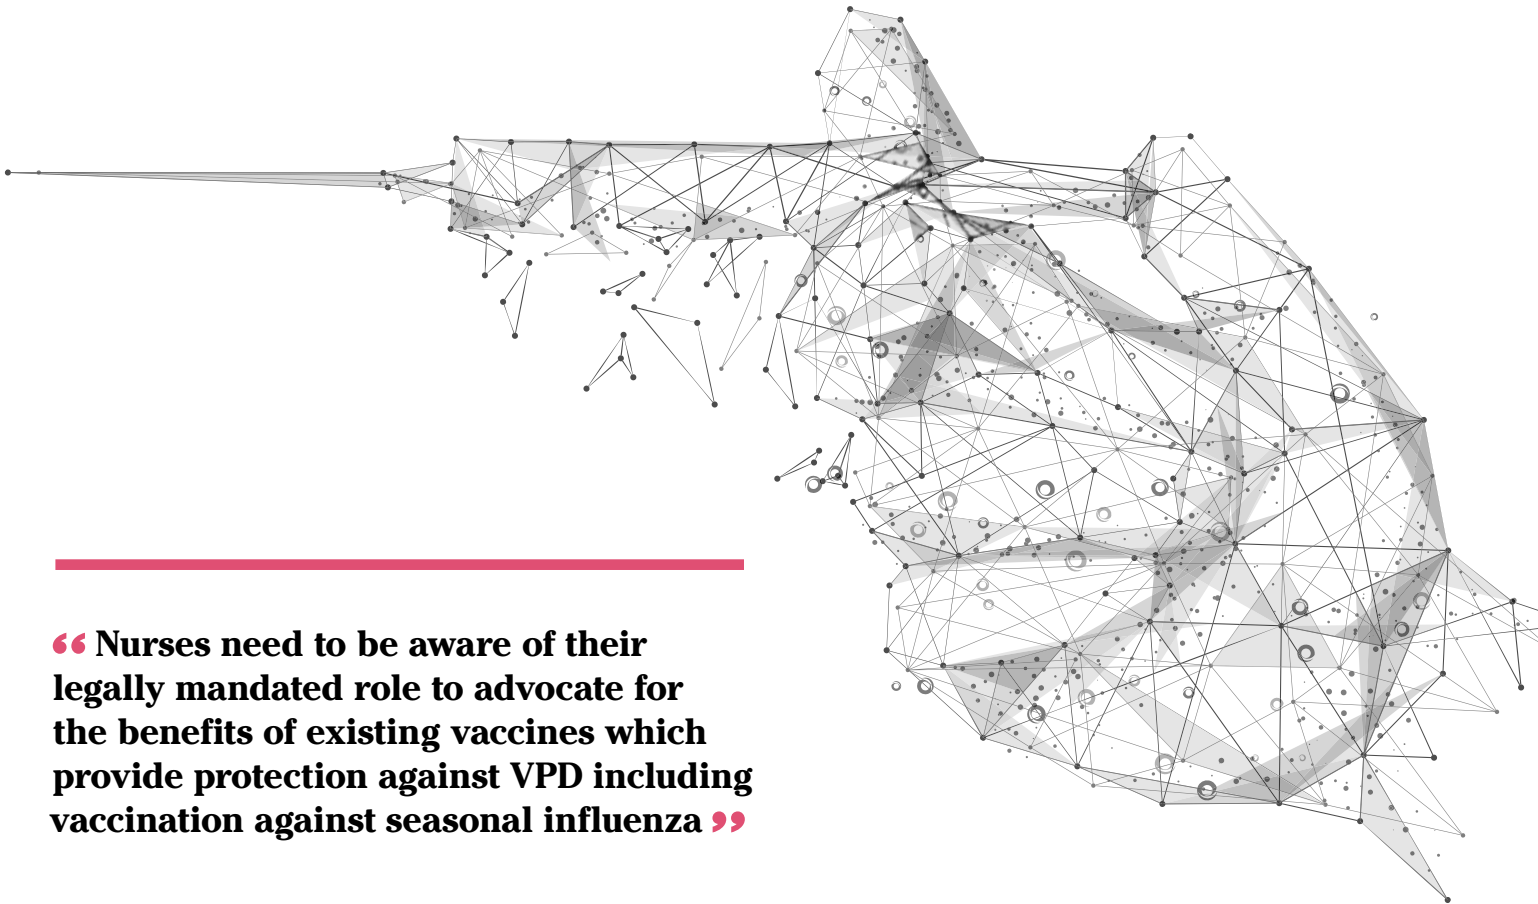 “ Nurses need to be aware of their
legally mandated role to advocate for
the benefits of existing vaccines which
provide protection against VPD including
vaccination against seasonal influenza ”